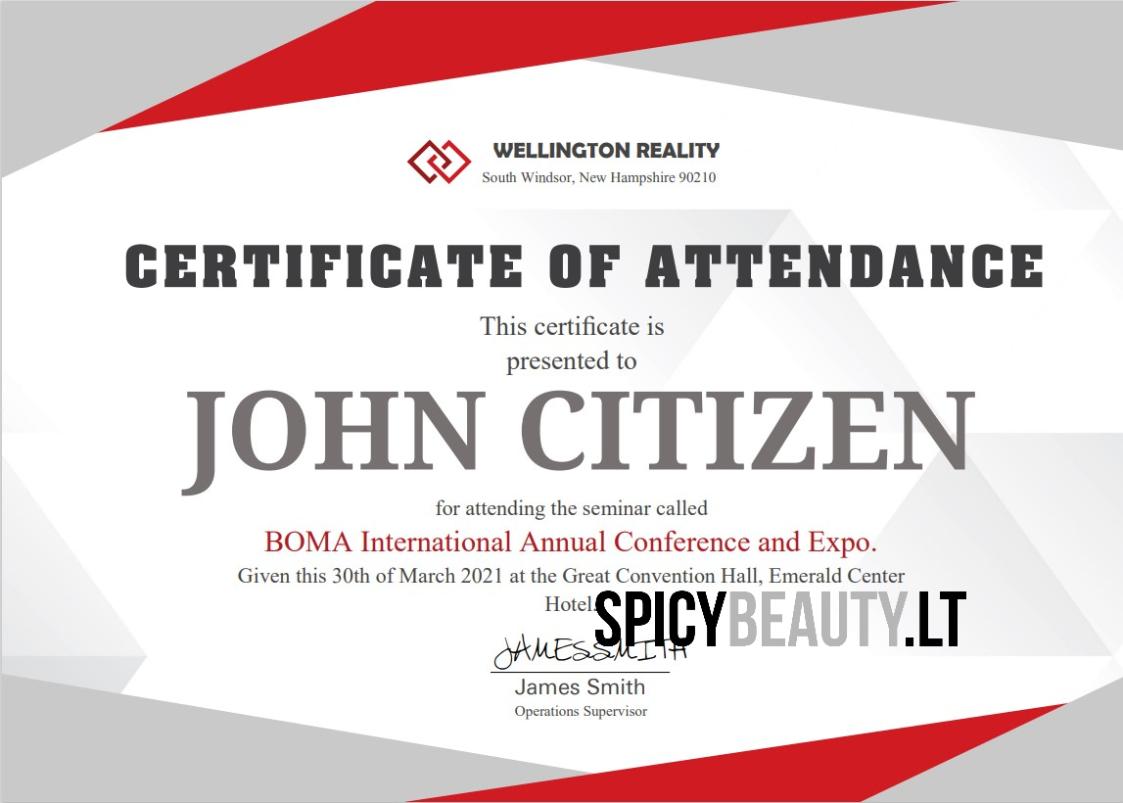 WELLINGTON REALITY
South Windsor, New Hampshire 90210
CERTIFICATE OF ATTENDANCE
This certificate is
presented to
JOHN CITIZEN
for attending the seminar called
BOMA International Annual Conference and Expo.
Given this 30th of March 2021 at the Great Convention Hall, Emerald Center
Hotel.
SPICYBEAUTY.LT
JAMESSMITH
James Smith
Operations Supervisor